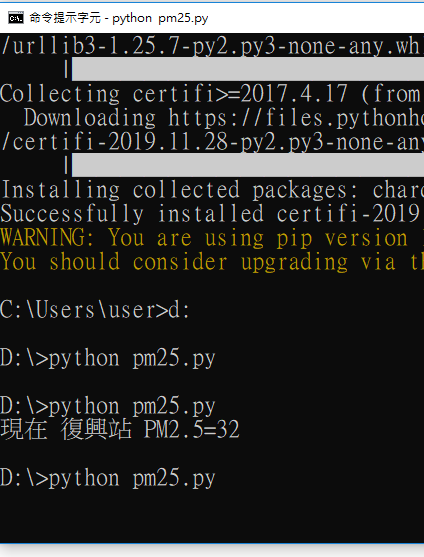 命令提示字元 - python  pm25.py
/urllib3-1.25.7-py2.py3-none-any.wh
Collecting certifi>=2017.4.17 (from
Downloading https://files.pythonho
/certifi-2019.11.28-py2.py3-none-any
Installing collected packages: chard
Successfully installed certifi-2019
WARNING: You are using pip version
You should consider upgrading via th
C:\Users\user>d:
D:\>python pm25.py
D:\>python pm25.py
現在 復興站 PM2.5=32
D:\>python pm25.py